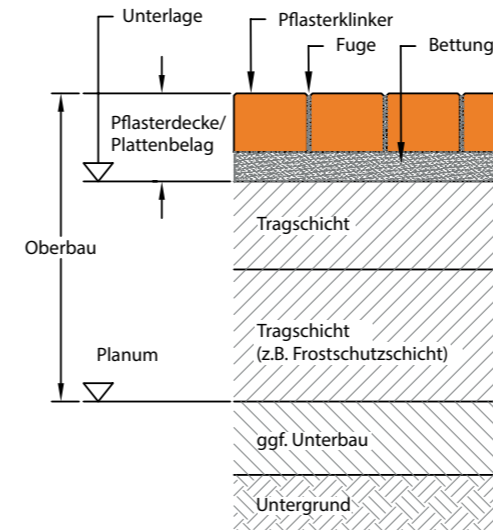 Unterlage
Pflasterklinker
Fuge
Bettung
Pflasterdecke/
Plattenbelag
Tragschicht
Oberbau
Tragschicht
(z.B. Frostschutzschicht)
Planum
ggf. Unterbau
Untergrund